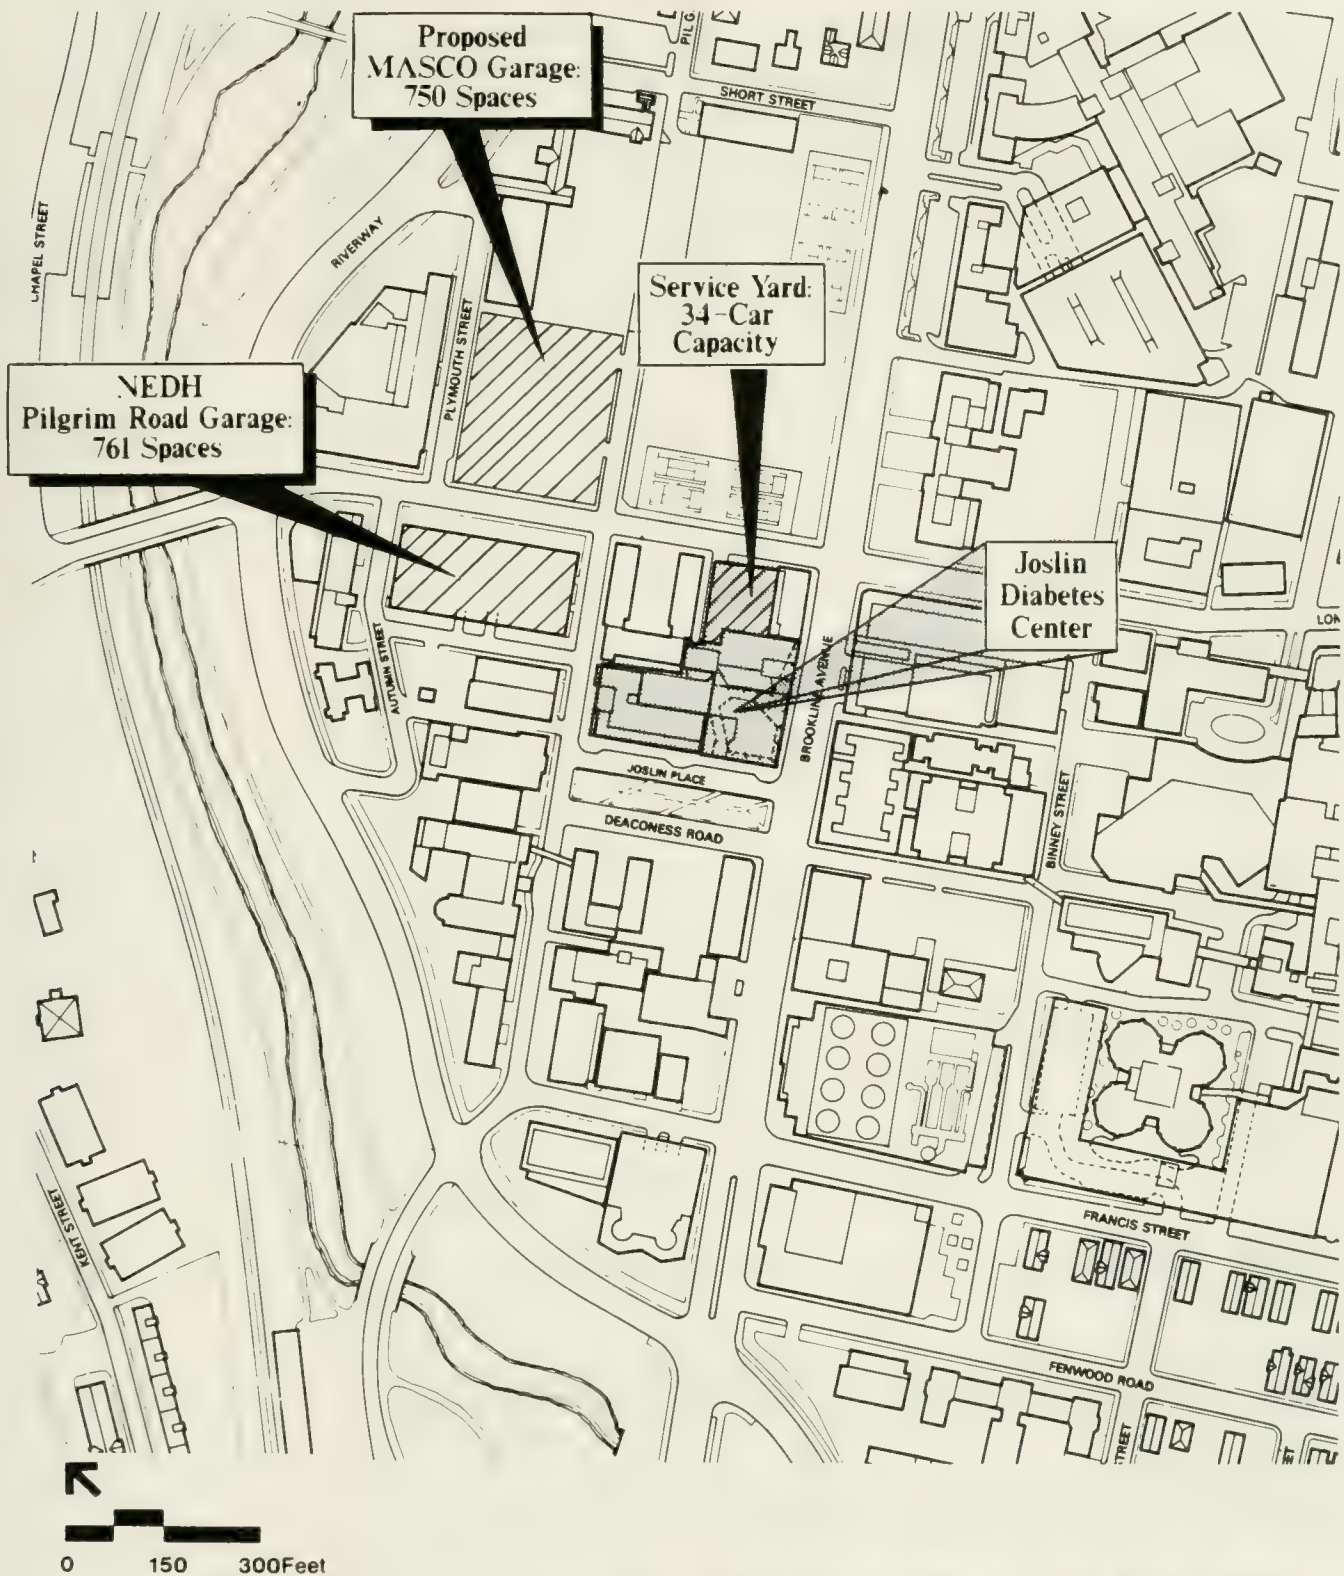 Proposed
MASCO Garage:
750 Spaces
SHORT STREET
CHAPEL STREET
RIVERWAY
PLYMOUTH STREET
Service Yard:
34-Car
Capacity
NEDH
Pilgrim Road Garage:
761 Spaces
Joslin
Diabetes
Center
LON
AUTUMN STREET
BROOKLINE AVENUE
JOSLIN PLACE
DEACONESS ROAD
BINNEY STREET
KENT STREET
FRANCIS STREET
FENWOOD ROAD
TREET
0 150 300Feet